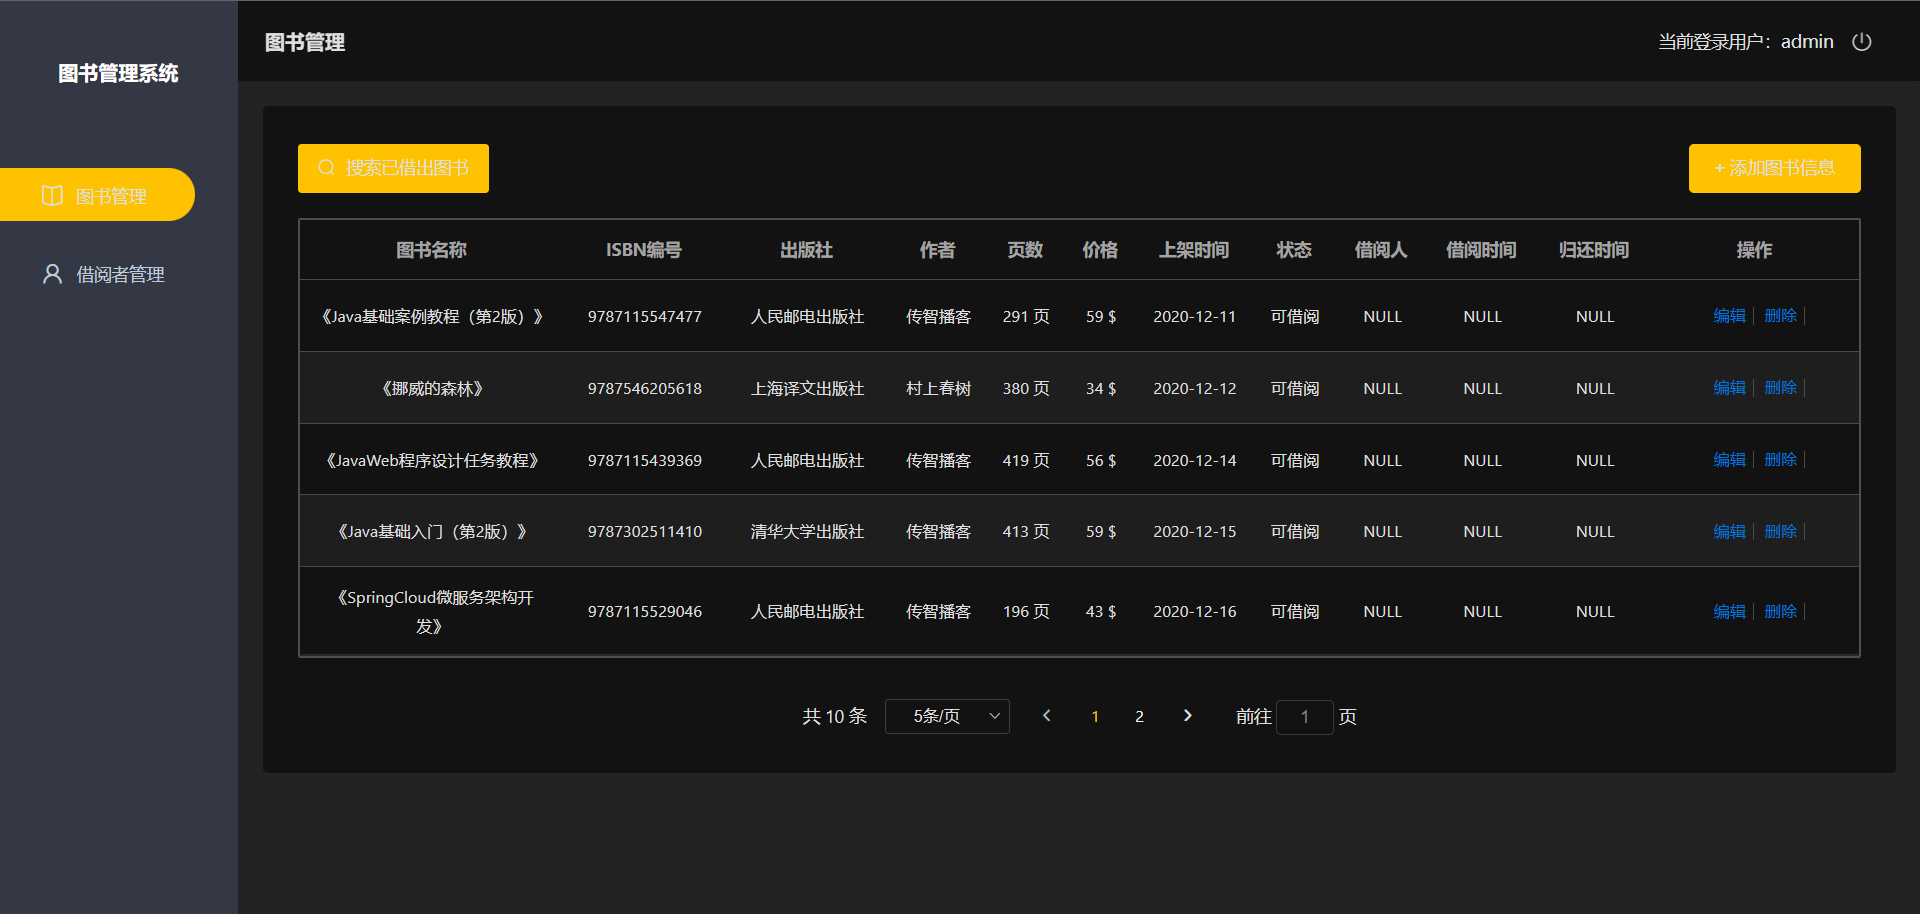 图书管理系统
图书管理
借阅者管理
图书管理
当前登录用户：admin
搜索已借出图书
+ 添加图书信息
图书名称 ISBN编号 出版社 作者 页数 价格 上架时间 状态 借阅人 借阅时间 归还时间 操作
《Java基础案例教程（第2版）》 9787115547477 人民邮电出版社 传智播客 291 页 59 $ 2020-12-11 可借阅 NULL NULL NULL 编辑 删除
《挪威的森林》 9787546205618 上海译文出版社 村上春树 380 页 34 $ 2020-12-12 可借阅 NULL NULL NULL 编辑 删除
《JavaWeb程序设计任务教程》 9787115439369 人民邮电出版社 传智播客 419 页 56 $ 2020-12-14 可借阅 NULL NULL NULL 编辑 删除
《Java基础入门（第2版）》 9787302511410 清华大学出版社 传智播客 413 页 59 $ 2020-12-15 可借阅 NULL NULL NULL 编辑 删除
《SpringCloud微服务架构开
发》 9787115529046 人民邮电出版社 传智播客 196 页 43 $ 2020-12-16 可借阅 NULL NULL NULL 编辑 删除
共 10 条 5条/页 1 2 前往 1 页